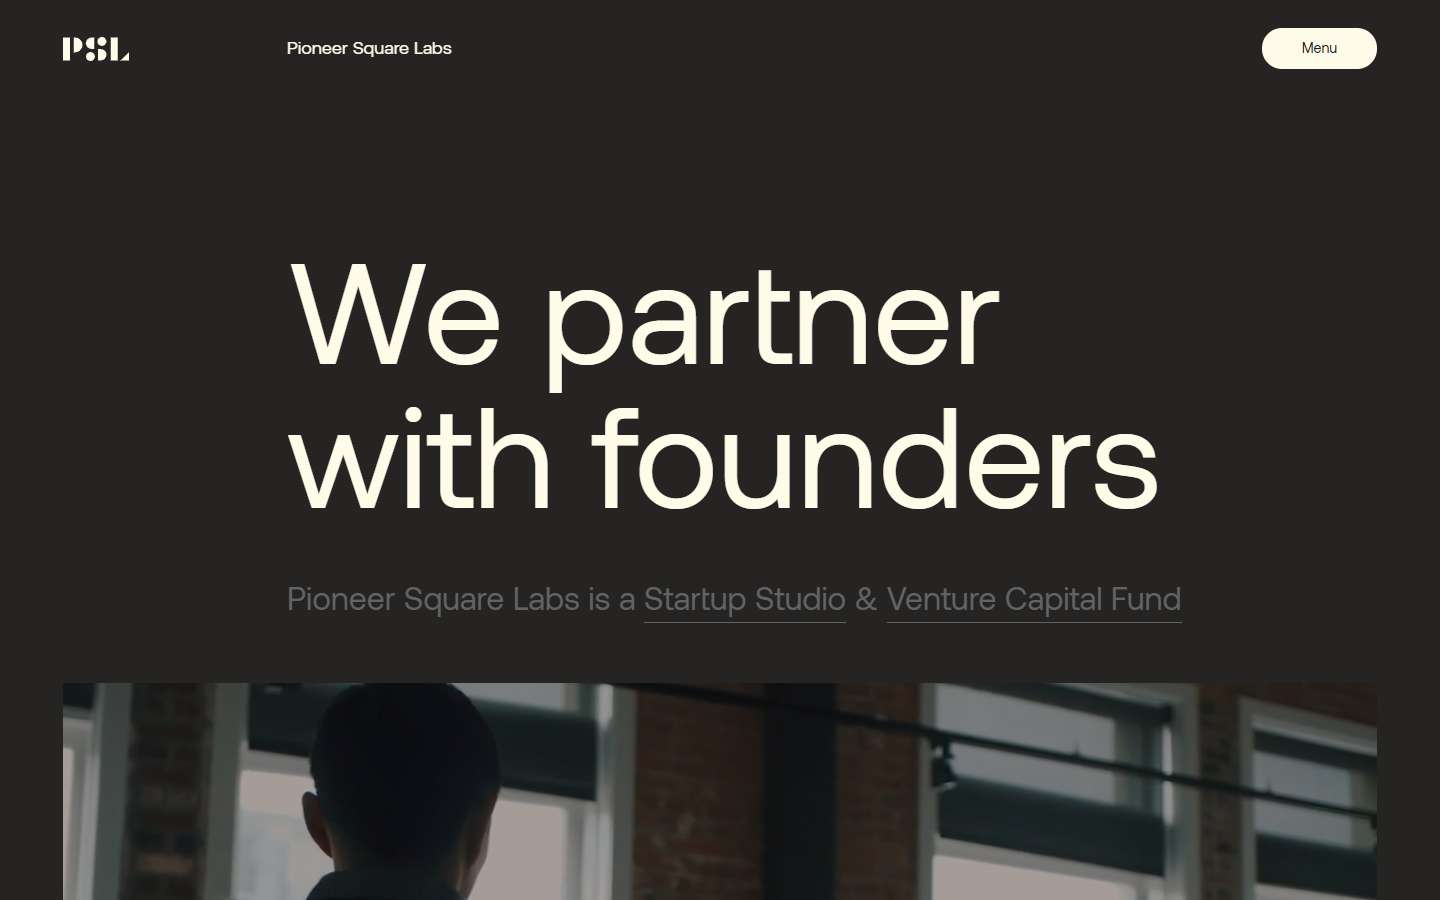 PSL
Pioneer Square Labs
Menu
We partner
with founders
Pioneer Square Labs is a Startup Studio & Venture Capital Fund